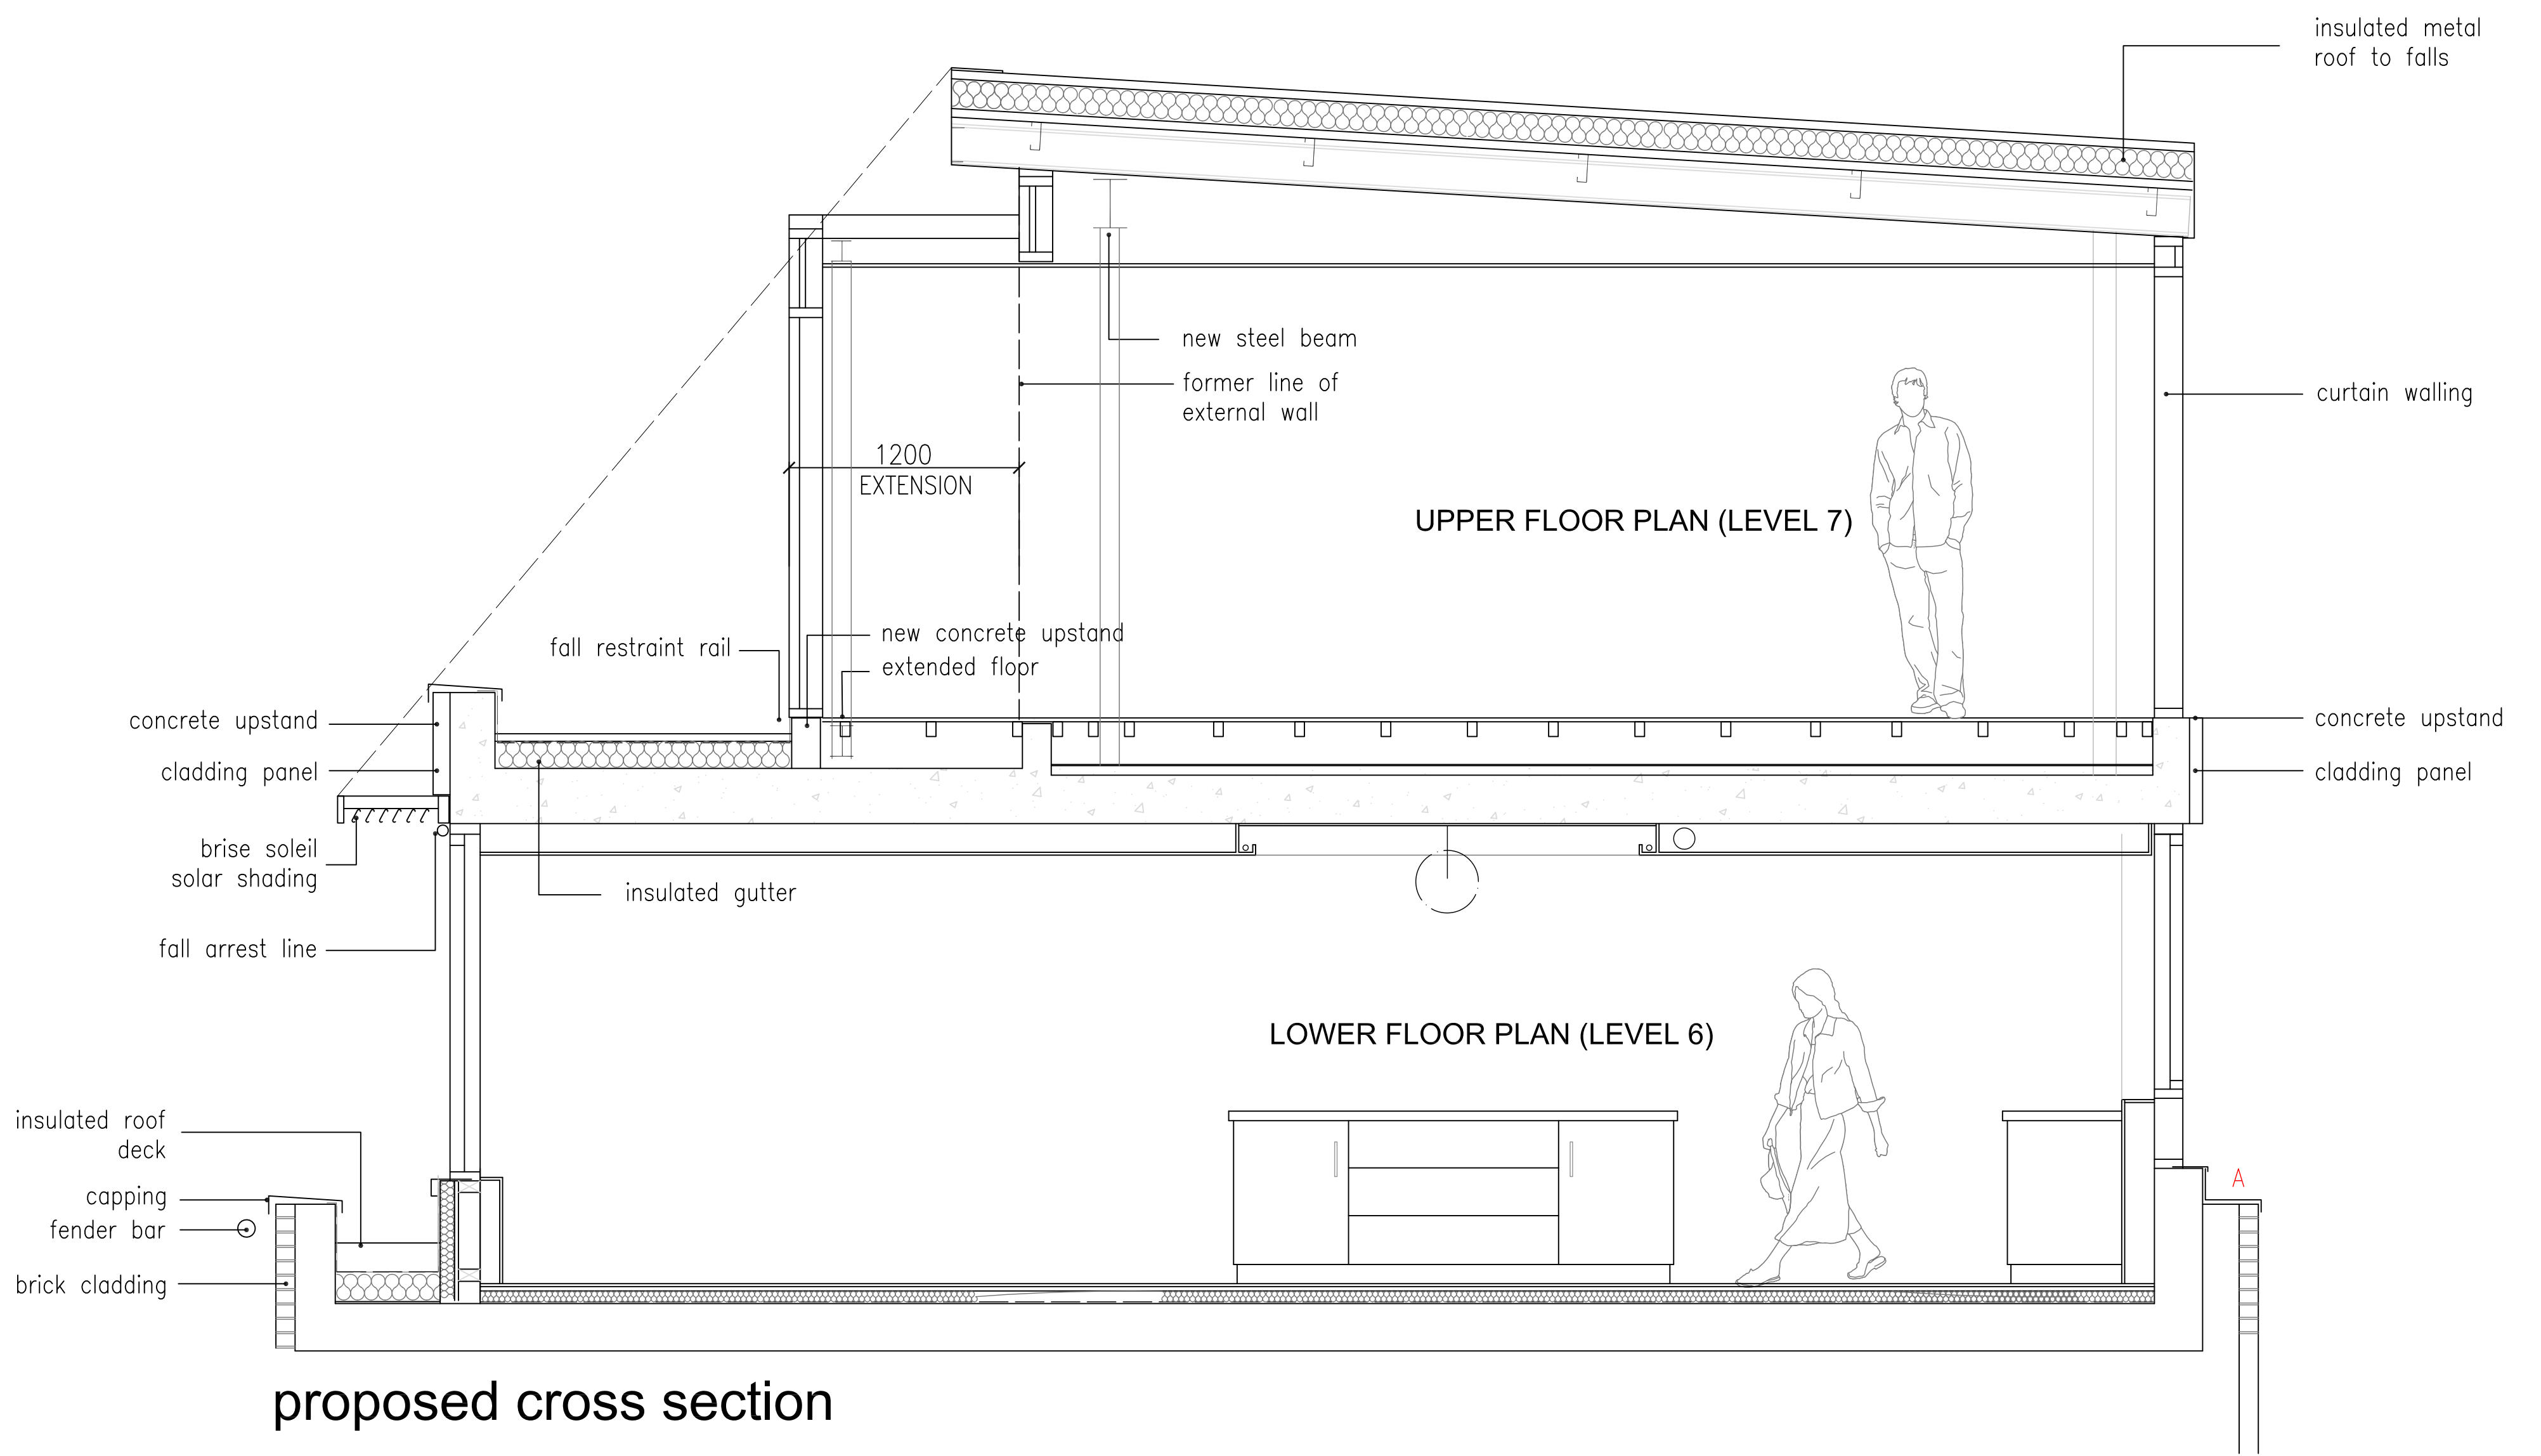 insulated metal
roof to falls
new steel beam
former line of
external wall
curtain walling
1200
EXTENSION
UPPER FLOOR PLAN (LEVEL 7)
new concrete upstand
fall restraint rail
extended floor
concrete upstand
concrete upstand
cladding panel
cladding panel
brise soleil
solar shading
insulated gutter
fall arrest line
LOWER FLOOR PLAN (LEVEL 6)
insulated roof
deck
A
capping
fender bar
brick cladding
proposed cross section